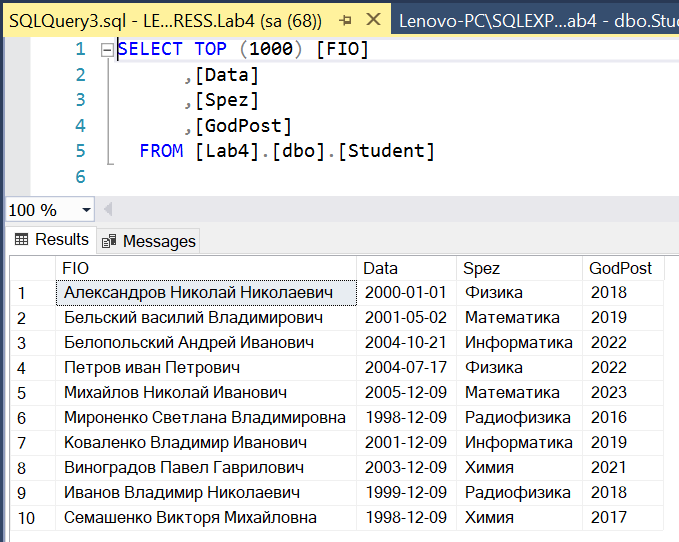 SQLQuery3.sql - LE...RESS.Lab4 (sa (68)) Lenovo-PC\SQLEXP...ab4 - dbo.Stu
1 SELECT TOP (1000) [FIO]
2 ,[Data]
3 ,[Spez]
4 ,[GodPost]
5 FROM [Lab4].[dbo].[Student]
6
100 %
Results Messages
FIO Data Spez GodPost
1 Александров Николай Николаевич 2000-01-01 Физика 2018
2 Бельский василий Владимирович 2001-05-02 Математика 2019
3 Белопольский Андрей Иванович 2004-10-21 Информатика 2022
4 Петров иван Петрович 2004-07-17 Физика 2022
5 Михайлов Николай Иванович 2005-12-09 Математика 2023
6 Мироненко Светлана Владимировна 1998-12-09 Радиофизика 2016
7 Коваленко Владимир Иванович 2001-12-09 Информатика 2019
8 Виноградов Павел Гаврилович 2003-12-09 Химия 2021
9 Иванов Владимир Николаевич 1999-12-09 Радиофизика 2018
10 Семашенко Викторя Михайловна 1998-12-09 Химия 2017